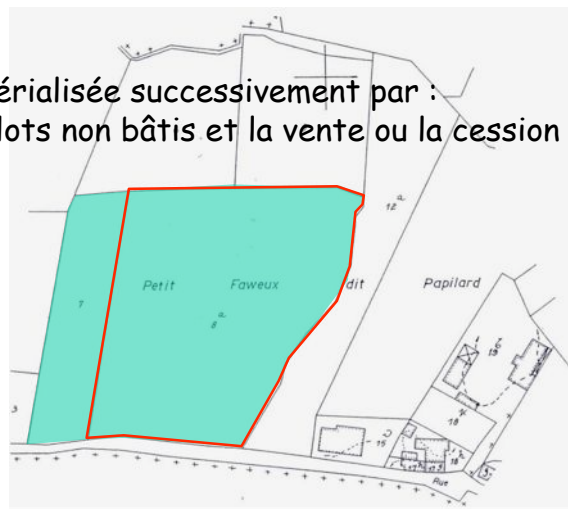 érialisée successivement par :
lots non bâtis et la vente ou la cession
12 a
Petit Faweux dit Papilard
a
8
7
3
15
18
Rue